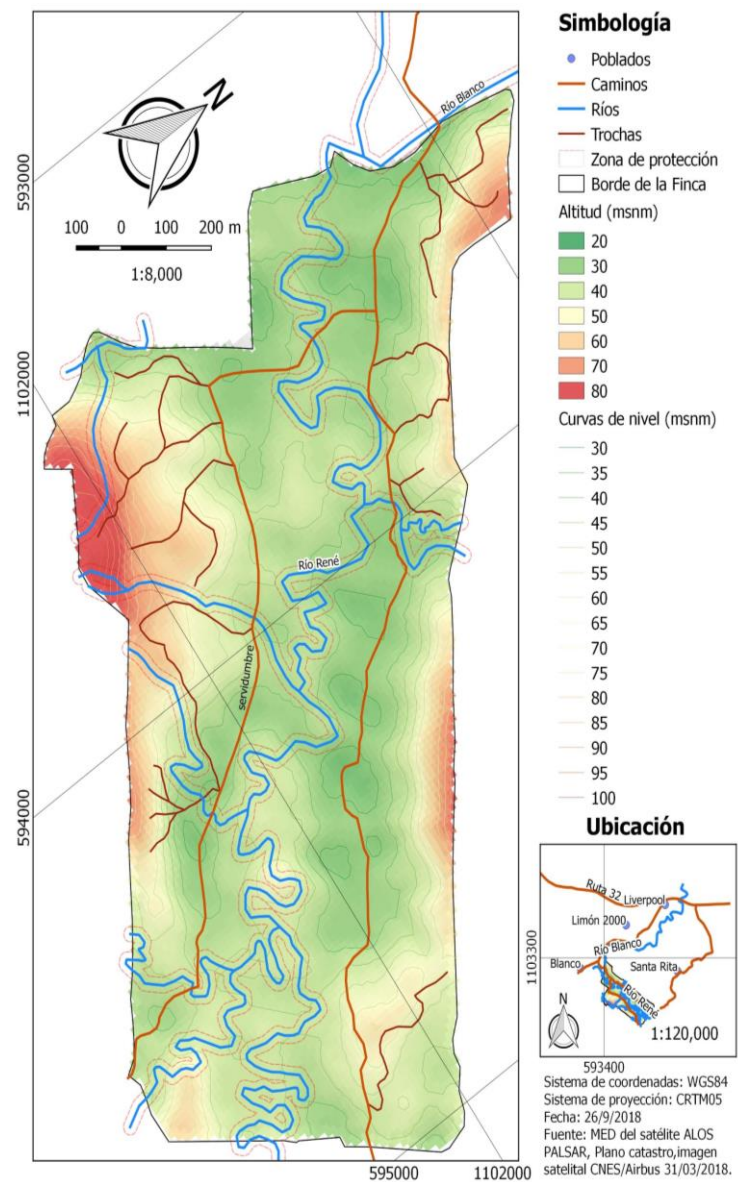 N
100 0 100 200 m
1:8,000
593000
1102000
594000
595000
1102000
Río Blanco
Río René
servidumbre
Simbología
Poblados
Caminos
Ríos
Trochas
Zona de protección
Borde de la Finca
Altitud (msnm)
20
30
40
50
60
70
80
Curvas de nivel (msnm)
30
35
40
45
50
55
60
65
70
75
80
85
90
95
100
Ubicación
Ruta 32
Liverpool
Limón 2000
Río Blanco
Blanco
Santa Rita
Río René
N
1:120,000
1103300
593400
Sistema de coordenadas: WGS84
Sistema de proyección: CRTM05
Fecha: 26/9/2018
Fuente: MED del satélite ALOS
PALSAR, Plano catastro,imagen
satelital CNES/Airbus 31/03/2018.